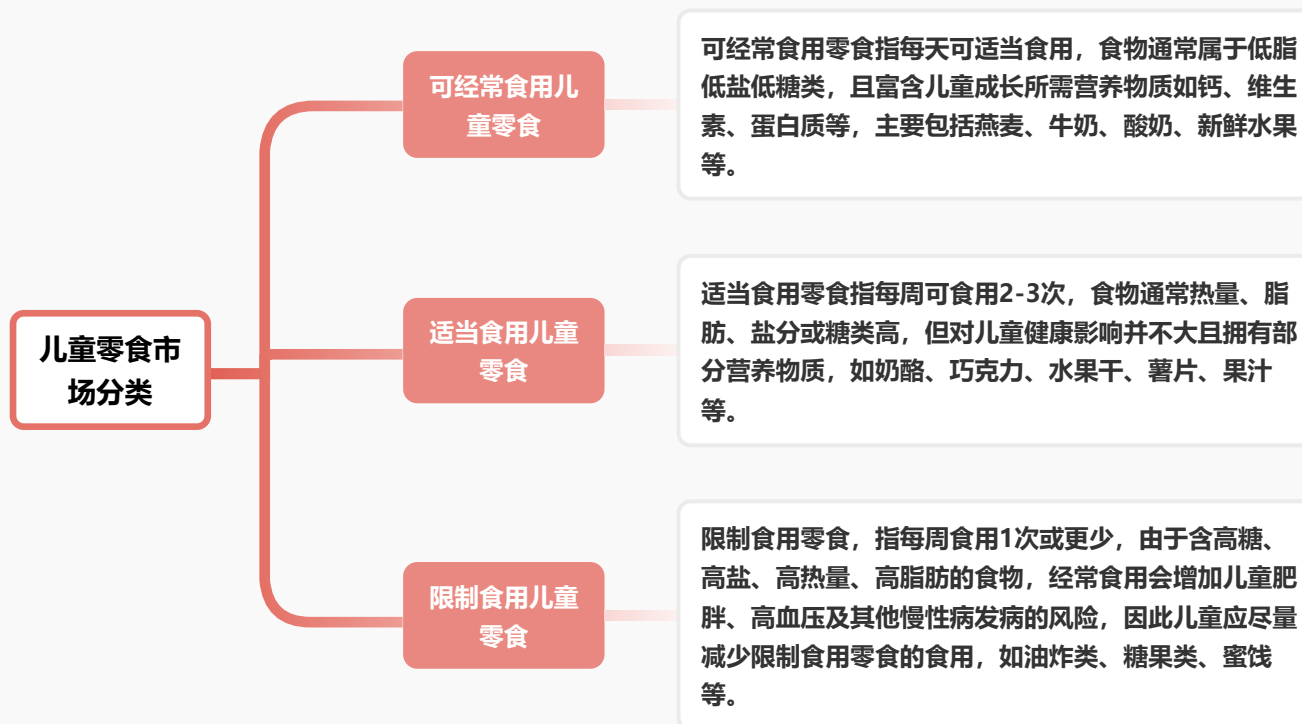 儿童零食市
场分类
可经常食用儿
童零食
可经常食用零食指每天可适当食用，食物通常属于低脂
低盐低糖类，且富含儿童成长所需营养物质如钙、维生
素、蛋白质等，主要包括燕麦、牛奶、酸奶、新鲜水果
等。
适当食用儿童
零食
适当食用零食指每周可食用2-3次，食物通常热量、脂
肪、盐分或糖类高，但对儿童健康影响并不大且拥有部
分营养物质，如奶酪、巧克力、水果干、薯片、果汁
等。
限制食用儿童
零食
限制食用零食，指每周食用1次或更少，由于含高糖、
高盐、高热量、高脂肪的食物，经常食用会增加儿童肥
胖、高血压及其他慢性病发病的风险，因此儿童应尽量
减少限制食用零食的食用，如油炸类、糖果类、蜜饯
等。